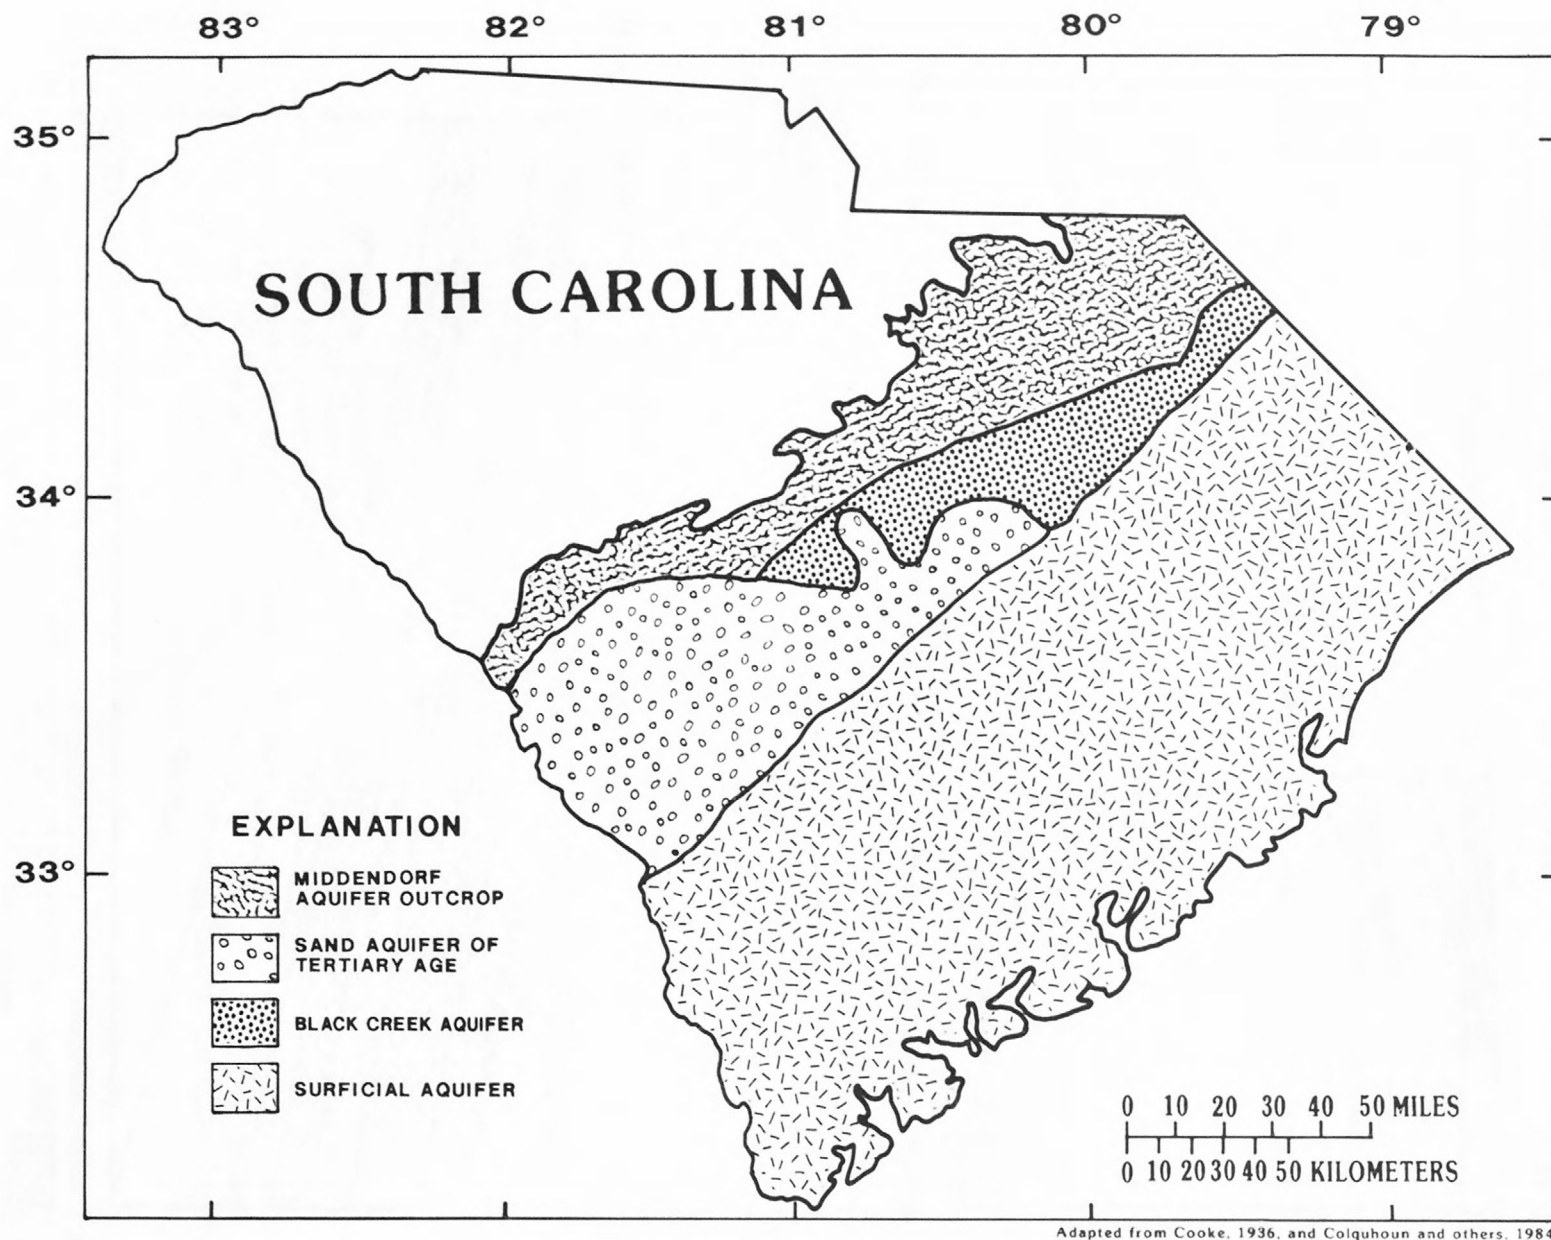 83° 82° 81° 80° 79°
35°
SOUTH CAROLINA
34°
33°
EXPLANATION
MIDDENDORF
AQUIFER OUTCROP
SAND AQUIFER OF
TERTIARY AGE
BLACK CREEK AQUIFER
SURFICIAL AQUIFER
0 10 20 30 40 50 MILES
0 10 20 30 40 50 KILOMETERS
Adapted from Cooke, 1936, and Colquhoun and others, 1984